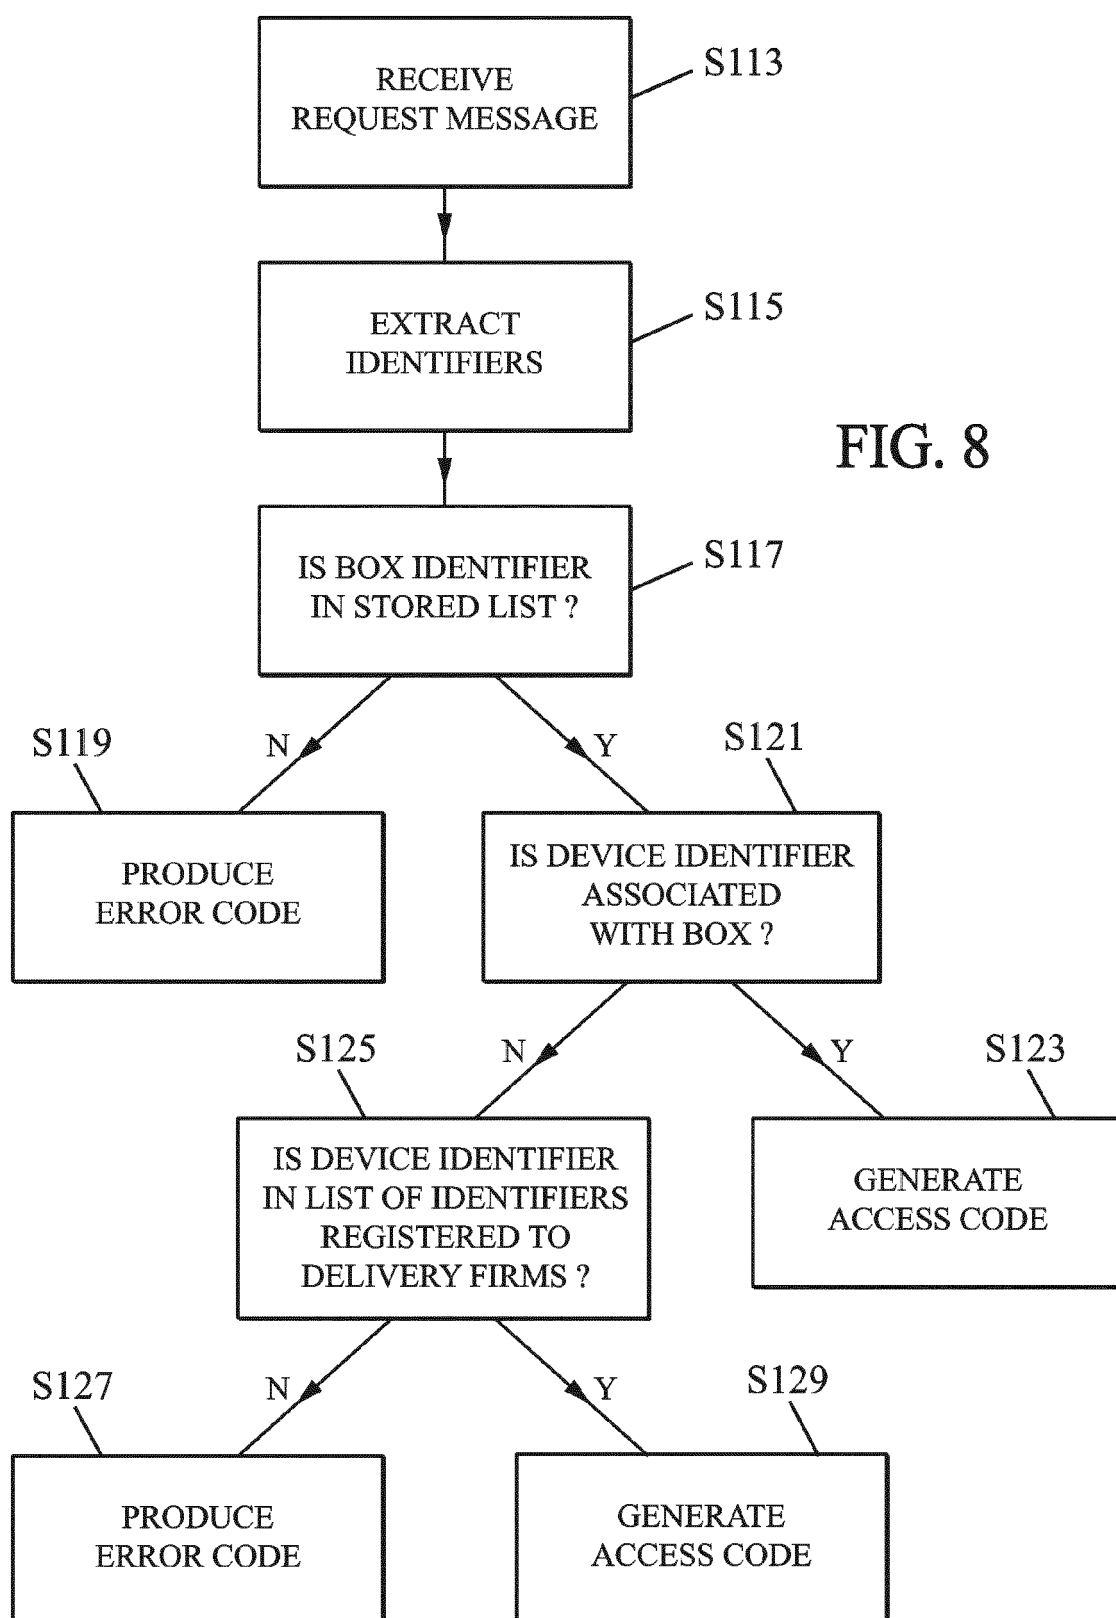 RECEIVE
REQUEST MESSAGE
S113
EXTRACT
IDENTIFIERS
S115
FIG. 8
IS BOX IDENTIFIER
IN STORED LIST ?
S117
N
Y
S119
S121
PRODUCE
ERROR CODE
IS DEVICE IDENTIFIER
ASSOCIATED
WITH BOX ?
N
Y
S125
S123
IS DEVICE IDENTIFIER
IN LIST OF IDENTIFIERS
REGISTERED TO
DELIVERY FIRMS ?
GENERATE
ACCESS CODE
N
Y
S127
S129
PRODUCE
ERROR CODE
GENERATE
ACCESS CODE